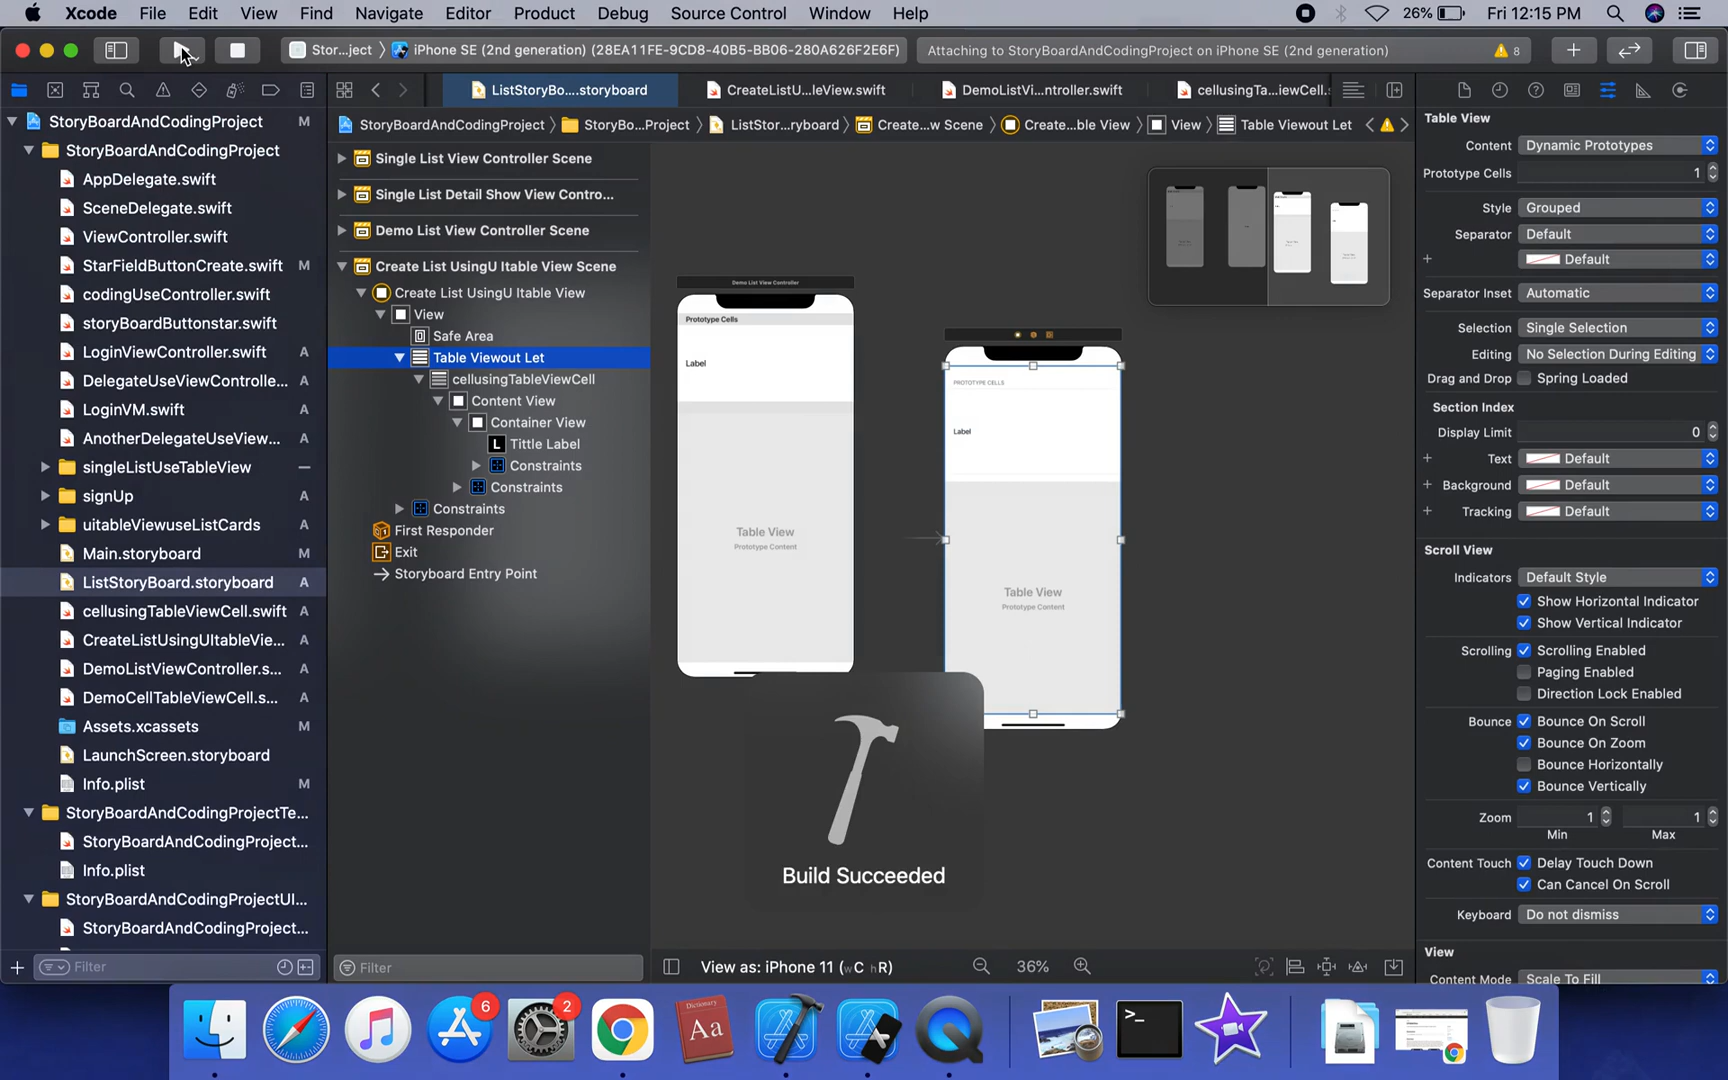 Xcode File Edit View Find Navigate Editor Product Debug Source Control Window Help 26% Fri 12:15 PM
Stor...ject iPhone SE (2nd generation) (28EA11FE-9CD8-40B5-BB06-280A626F2E6F) Attaching to StoryBoardAndCodingProject on iPhone SE (2nd generation) 8
ListStoryBo....storyboard CreateListU...leView.swift DemoListVi...ntroller.swift cellusingTa...iewCell.s
StoryBoardAndCodingProject StoryBo...Project ListStor...ryboard Create...w Scene Create...ble View View Table Viewout Let
StoryBoardAndCodingProject M
StoryBoardAndCodingProject
AppDelegate.swift
SceneDelegate.swift
ViewController.swift
StarFieldButtonCreate.swift M
codingUseController.swift
storyBoardButtonstar.swift
LoginViewController.swift A
DelegateUseViewControlle... A
LoginVM.swift A
AnotherDelegateUseView... A
singleListUseTableView
signUp A
uitableViewuseListCards A
Main.storyboard M
ListStoryBoard.storyboard A
cellusingTableViewCell.swift A
CreateListUsingUItableVie... A
DemoListViewController.s... A
DemoCellTableViewCell.s... A
Assets.xcassets M
LaunchScreen.storyboard
Info.plist M
StoryBoardAndCodingProjectTe...
StoryBoardAndCodingProject...
Info.plist
StoryBoardAndCodingProjectUI...
StoryBoardAndCodingProject...
Filter
Single List View Controller Scene
Single List Detail Show View Contro...
Demo List View Controller Scene
Create List UsingU Itable View Scene
Create List UsingU Itable View
View
Safe Area
Table Viewout Let
cellusingTableViewCell
Content View
Container View
L Tittle Label
Constraints
Constraints
Constraints
First Responder
Exit
Storyboard Entry Point
Filter
Demo List View Controller
Prototype Cells
Label
Table View
Prototype Content
PROTOTYPE CELLS
Label
Table View
Prototype Content
Build Succeeded
View as: iPhone 11 (wC hR) 36%
Table View
Content Dynamic Prototypes
Prototype Cells 1
Style Grouped
Separator Default
Default
Separator Inset Automatic
Selection Single Selection
Editing No Selection During Editing
Drag and Drop Spring Loaded
Section Index
Display Limit 0
Text Default
Background Default
Tracking Default
Scroll View
Indicators Default Style
Show Horizontal Indicator
Show Vertical Indicator
Scrolling Scrolling Enabled
Paging Enabled
Direction Lock Enabled
Bounce Bounce On Scroll
Bounce On Zoom
Bounce Horizontally
Bounce Vertically
Zoom 1 1
Min Max
Content Touch Delay Touch Down
Can Cancel On Scroll
Keyboard Do not dismiss
View
Content Mode Scale To Fill
6 2 Dictionary Aa